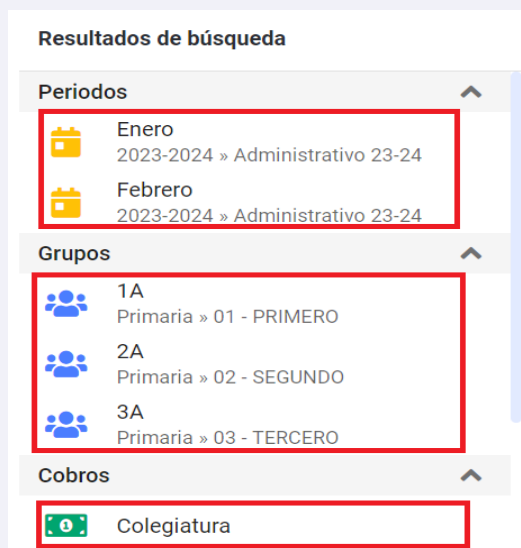 Resultados de búsqueda
Periodos
Enero
2023-2024 » Administrativo 23-24
Febrero
2023-2024 » Administrativo 23-24
Grupos
1A
Primaria » 01 - PRIMERO
2A
Primaria » 02 - SEGUNDO
3A
Primaria » 03 - TERCERO
Cobros
Colegiatura